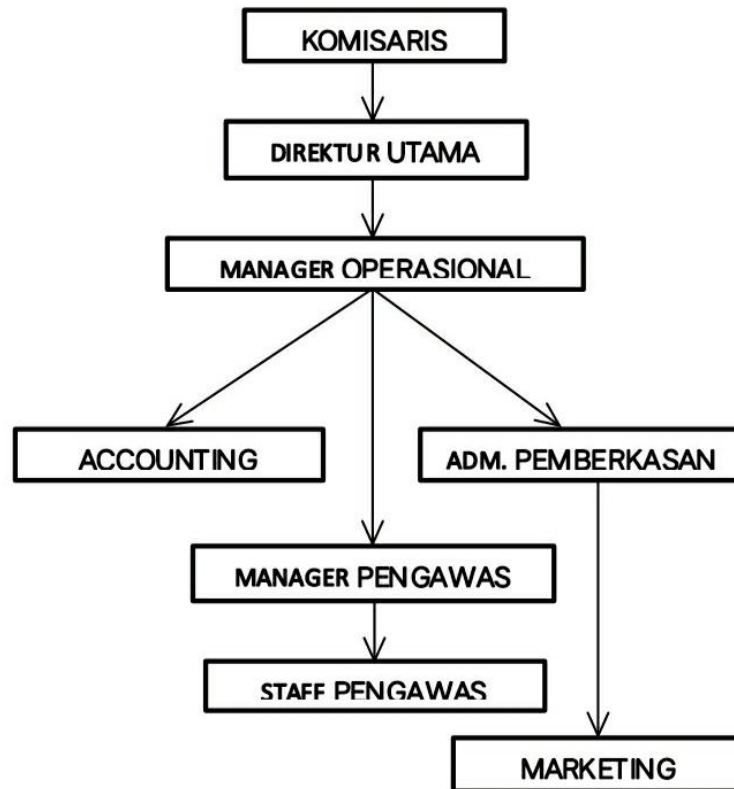 KOMISARIS
DIREKTUR UTAMA
MANAGER OPERASIONAL
ACCOUNTING
ADM. PEMBERKASAN
MANAGER PENGAWAS
STAFF PENGAWAS
MARKETING